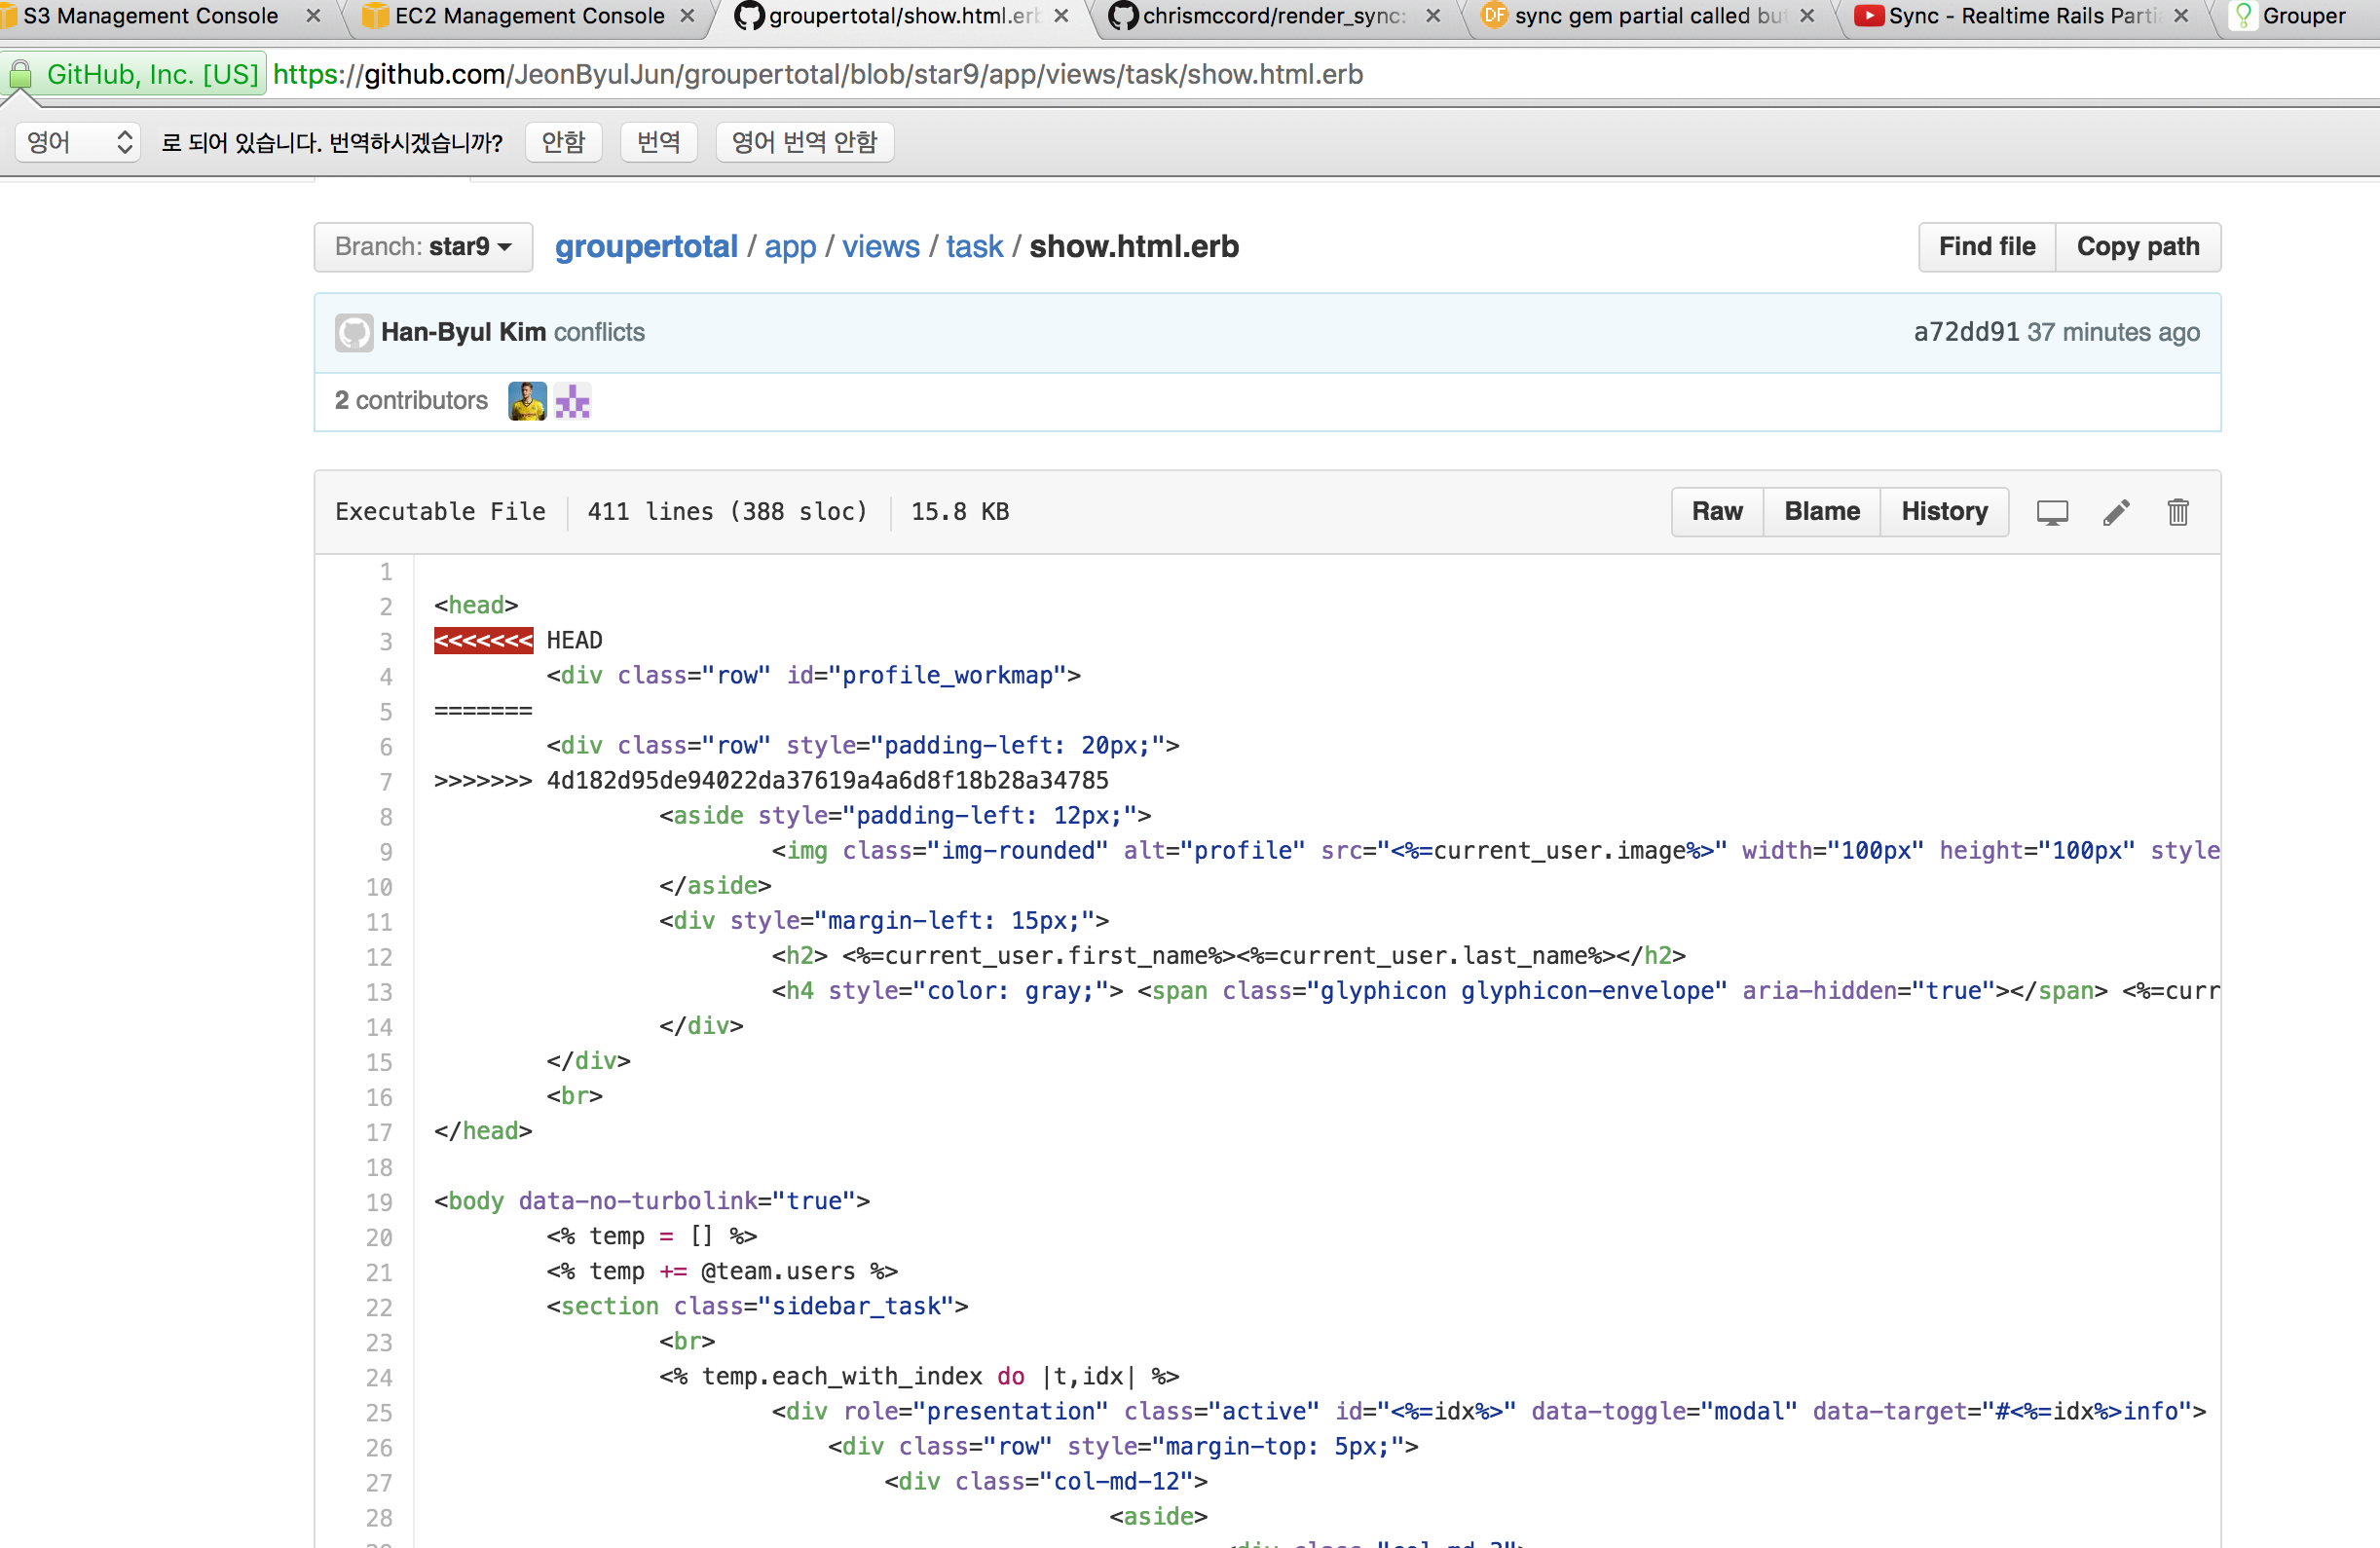 S3 Management Console
EC2 Management Console
groupertotal/show.html.erb
chrismccord/render_sync:
sync gem partial called but
Sync - Realtime Rails Parti
Grouper
GitHub, Inc. [US] https://github.com/JeonByulJun/groupertotal/blob/star9/app/views/task/show.html.erb
영어 로 되어 있습니다. 번역하시겠습니까? 안함 번역 영어 번역 안함
Branch: star9 groupertotal / app / views / task / show.html.erb Find file Copy path
Han-Byul Kim conflicts a72dd91 37 minutes ago
2 contributors
Executable File 411 lines (388 sloc) 15.8 KB Raw Blame History
1
2 <head>
3 <<<<<<< HEAD
4 <div class="row" id="profile_workmap">
5 =======
6 <div class="row" style="padding-left: 20px;">
7 >>>>>>> 4d182d95de94022da37619a4a6d8f18b28a34785
8 <aside style="padding-left: 12px;">
9 <img class="img-rounded" alt="profile" src="<%=current_user.image%>" width="100px" height="100px" style
10 </aside>
11 <div style="margin-left: 15px;">
12 <h2> <%=current_user.first_name%><%=current_user.last_name%></h2>
13 <h4 style="color: gray;"> <span class="glyphicon glyphicon-envelope" aria-hidden="true"></span> <%=curr
14 </div>
15 </div>
16 <br>
17 </head>
18
19 <body data-no-turbolink="true">
20 <% temp = [] %>
21 <% temp += @team.users %>
22 <section class="sidebar_task">
23 <br>
24 <% temp.each_with_index do |t,idx| %>
25 <div role="presentation" class="active" id="<%=idx%>" data-toggle="modal" data-target="#<%=idx%>info">
26 <div class="row" style="margin-top: 5px;">
27 <div class="col-md-12">
28 <aside>